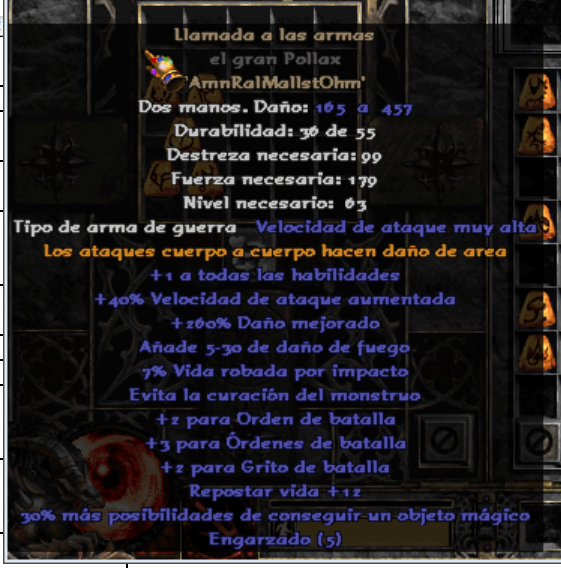 Llamada a las armas
el gran Pollax
'AmnRalMalIstOhm'
Dos manos. Daño: 165 a 457
Durabilidad: 36 de 55
Destreza necesaria: 99
Fuerza necesaria: 179
Nivel necesario: 63
Tipo de arma de guerra Velocidad de ataque muy alta
Los ataques cuerpo a cuerpo hacen daño de area
+1 a todas las habilidades
+40% Velocidad de ataque aumentada
+260% Daño mejorado
Añade 5-30 de daño de fuego
7% Vida robada por impacto
Evita la curación del monstruo
+2 para Orden de batalla
+3 para Órdenes de batalla
+2 para Grito de batalla
Repostar vida +12
30% más posibilidades de conseguir un objeto mágico
Engarzado (5)